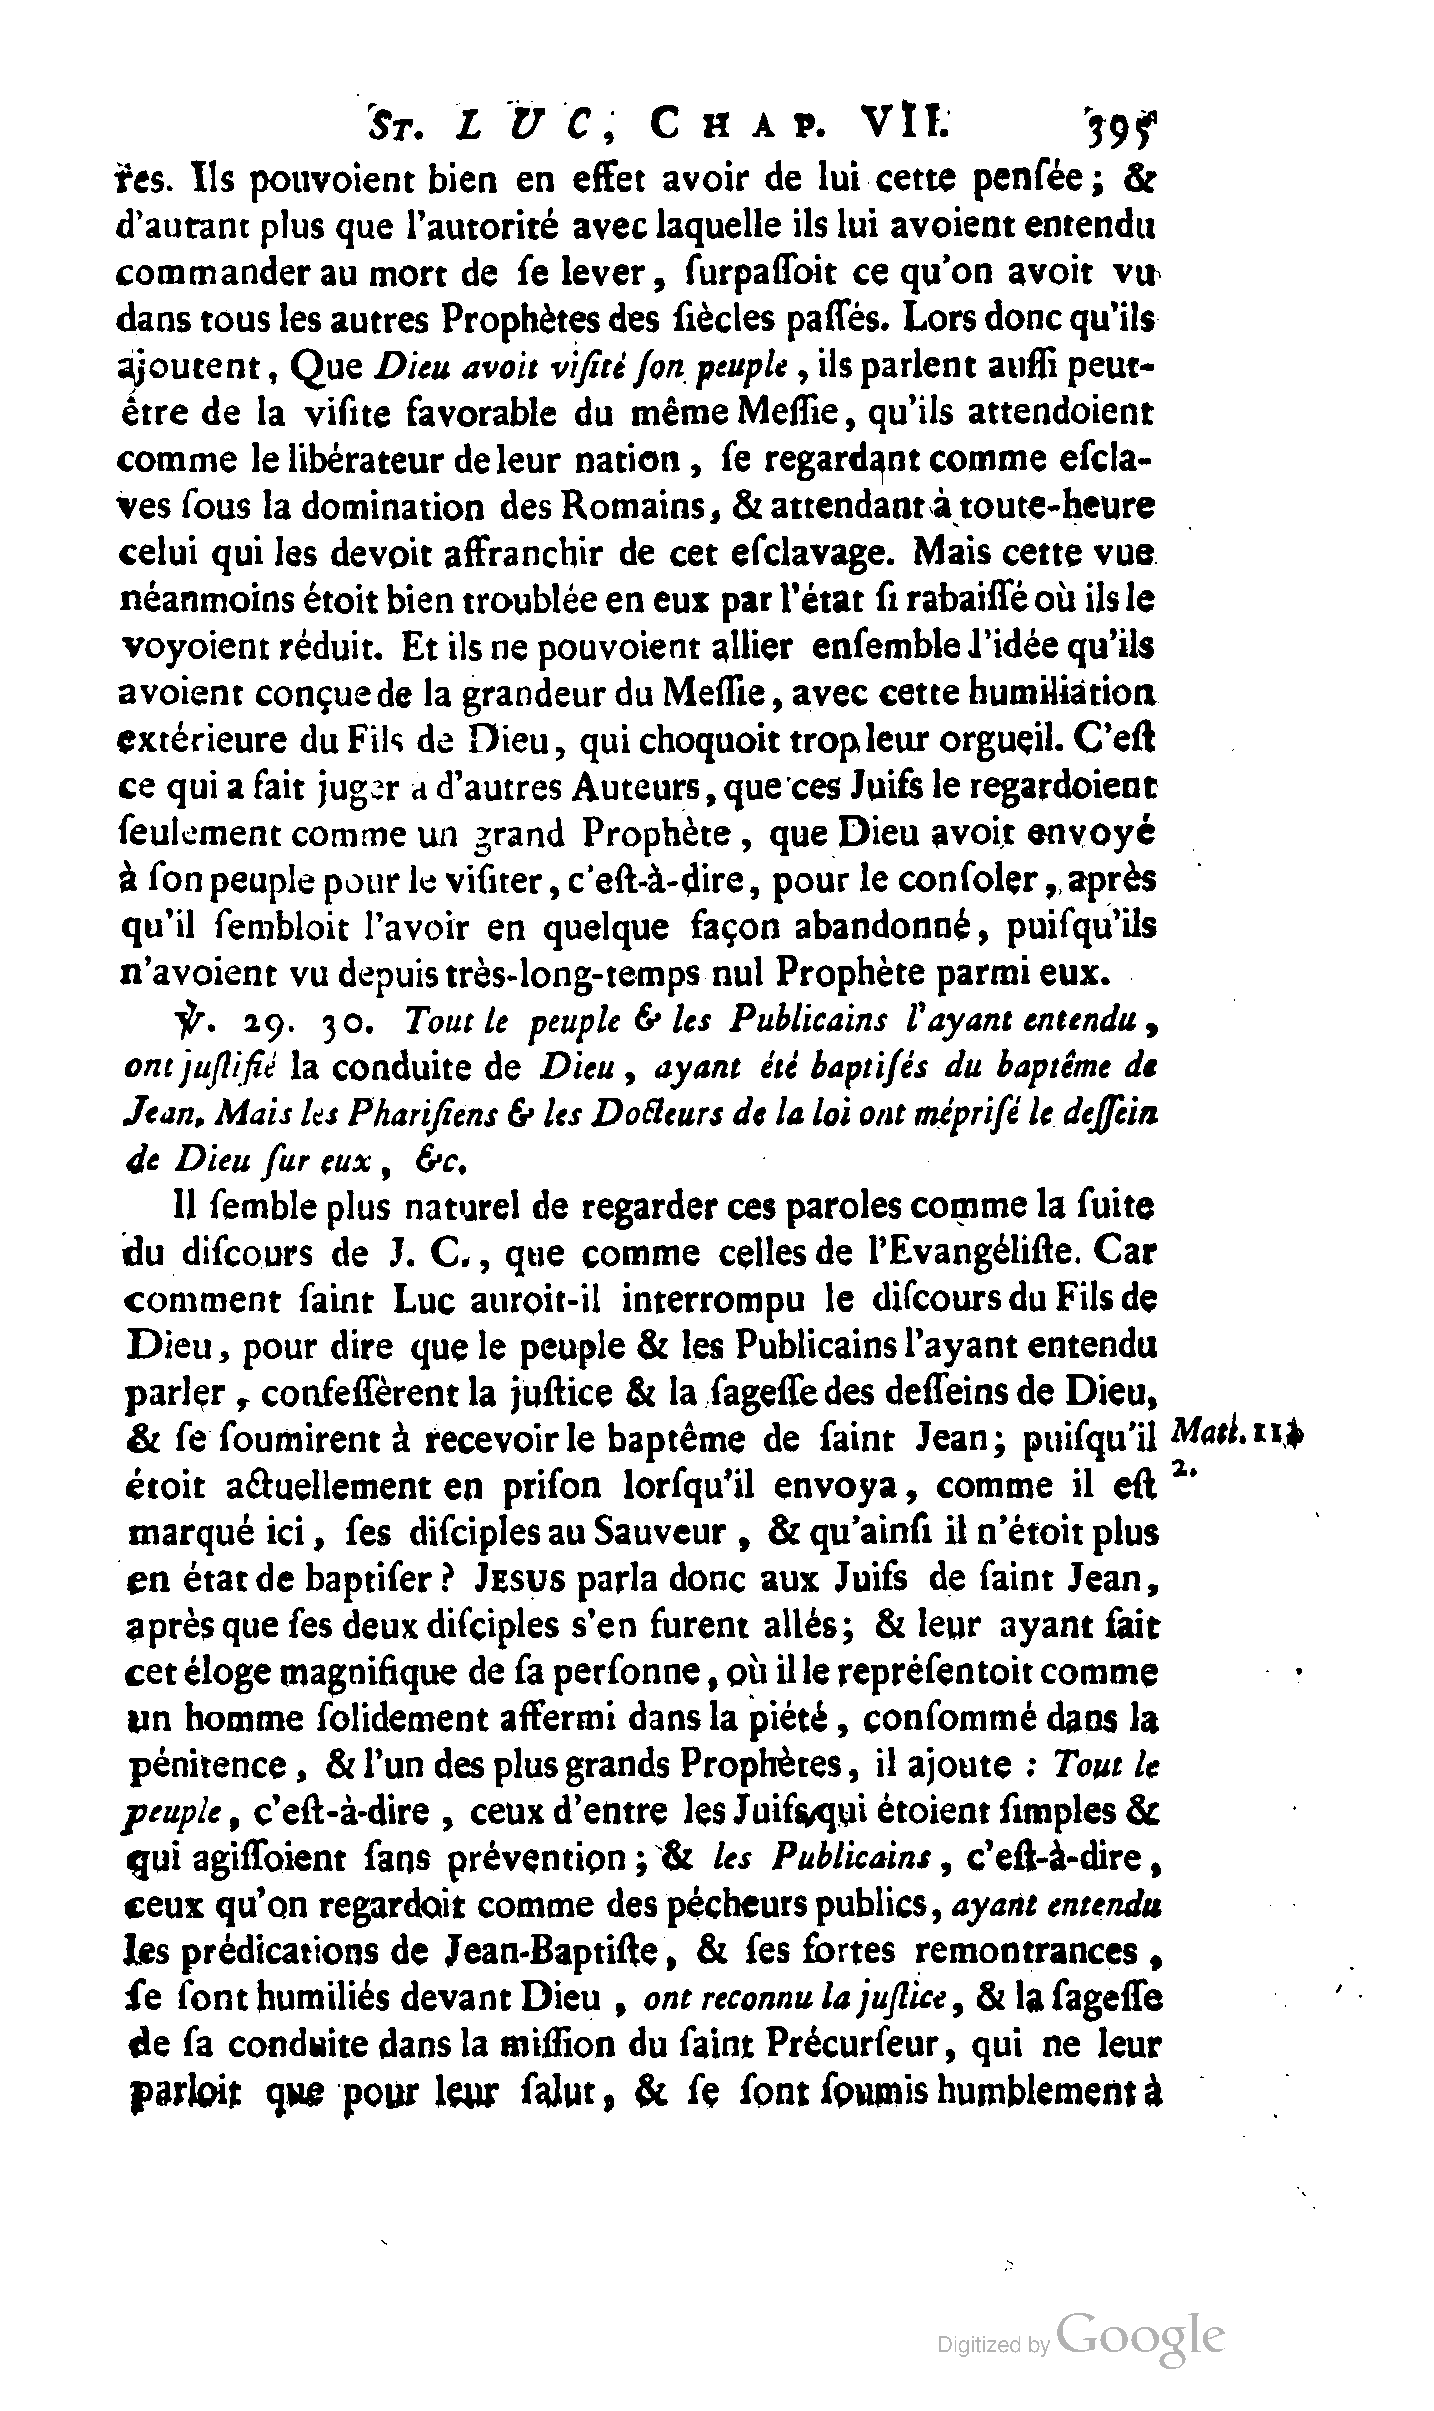 ST. LUC, CHAP. VII. 395
res. Ils pouvoient bien en effet avoir de lui cette penſée; &
d'autant plus que l'autorité avec laquelle ils lui avoient entendu
commander au mort de ſe lever, ſurpaſſoit ce qu'on avoit vu
dans tous les autres Prophètes des ſiècles paſſés. Lors donc qu'ils
ajoutent, Que Dieu avoit viſité ſon peuple, ils parlent auſſi peut-
être de la viſite favorable du même Meſſie, qu'ils attendoient
comme le libérateur de leur nation, ſe regardant comme eſcla-
ves ſous la domination des Romains, & attendant à toute-heure
celui qui les devoit affranchir de cet eſclavage. Mais cette vue
néanmoins étoit bien troublée en eux par l'état ſi rabaiſſé où ils le
voyoient réduit. Et ils ne pouvoient allier enſemble l'idée qu'ils
avoient conçue de la grandeur du Meſſie, avec cette humiliation
extérieure du Fils de Dieu, qui choquoit trop leur orgueil. C'eſt
ce qui a fait juger à d'autres Auteurs, que ces Juifs le regardoient
ſeulement comme un grand Prophète, que Dieu avoit envoyé
à ſon peuple pour le viſiter, c'eſt-à-dire, pour le conſoler, après
qu'il ſembloit l'avoir en quelque façon abandonné, puiſqu'ils
n'avoient vu depuis très-long-temps nul Prophète parmi eux.
℣. 29. 30. Tout le peuple & les Publicains l'ayant entendu,
ont juſtifié la conduite de Dieu, ayant été baptiſés du baptême de
Jean. Mais les Phariſiens & les Docteurs de la loi ont mépriſé le deſſein
de Dieu ſur eux, &c.
Il ſemble plus naturel de regarder ces paroles comme la ſuite
du diſcours de J. C., que comme celles de l'Evangéliſte. Car
comment ſaint Luc auroit-il interrompu le diſcours du Fils de
Dieu, pour dire que le peuple & les Publicains l'ayant entendu
parler, confeſſèrent la juſtice & la ſageſſe des deſſeins de Dieu,
& ſe ſoumirent à recevoir le baptême de ſaint Jean; puiſqu'il Matt. 11.
étoit actuellement en priſon lorſqu'il envoya, comme il eſt 2.
marqué ici, ſes diſciples au Sauveur, & qu'ainſi il n'étoit plus
en état de baptiſer? JESUS parla donc aux Juifs de ſaint Jean,
après que ſes deux diſciples s'en furent allés; & leur ayant fait
cet éloge magnifique de ſa perſonne, où il le repréſentoit comme
un homme ſolidement affermi dans la piété, conſommé dans la
pénitence, & l'un des plus grands Prophètes, il ajoute : Tout le
peuple, c'eſt-à-dire, ceux d'entre les Juifs qui étoient ſimples &
qui agiſſoient ſans prévention; & les Publicains, c'eſt-à-dire,
ceux qu'on regardoit comme des pécheurs publics, ayant entendu
les prédications de Jean-Baptiſte, & ſes fortes remontrances,
ſe ſont humiliés devant Dieu, ont reconnu la juſtice, & la ſageſſe
de ſa conduite dans la miſſion du ſaint Précurſeur, qui ne leur
parloit que pour leur ſalut, & ſe ſont ſoumis humblement à
Digitized by Google